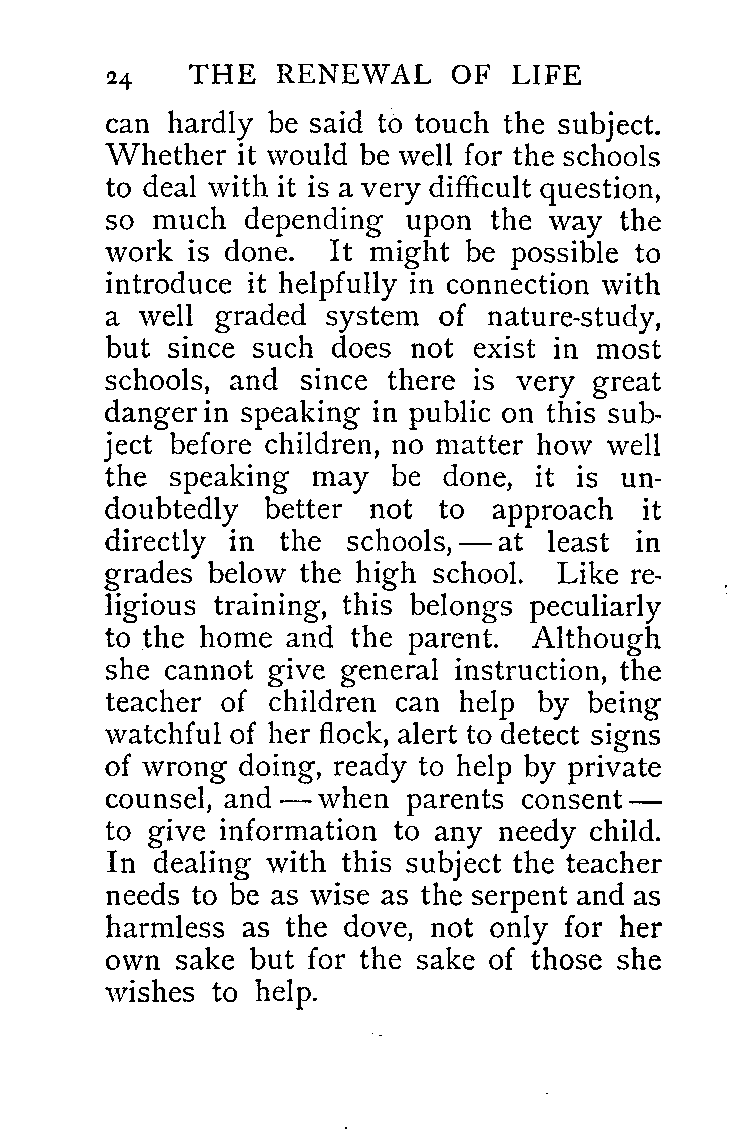 24 THE RENEWAL OF LIFE
can hardly be said to touch the subject.
Whether it would be well for the schools
to deal with it is a very difficult question,
so much depending upon the way the
work is done. It might be possible to
introduce it helpfully in connection with
a well graded system of nature-study,
but since such does not exist in most
schools, and since there is very great
danger in speaking in public on this sub-
ject before children, no matter how well
the speaking may be done, it is un-
doubtedly better not to approach it
directly in the schools, — at least in
grades below the high school. Like re-
ligious training, this belongs peculiarly
to the home and the parent. Although
she cannot give general instruction, the
teacher of children can help by being
watchful of her flock, alert to detect signs
of wrong doing, ready to help by private
counsel, and — when parents consent —
to give information to any needy child.
In dealing with this subject the teacher
needs to be as wise as the serpent and as
harmless as the dove, not only for her
own sake but for the sake of those she
wishes to help.